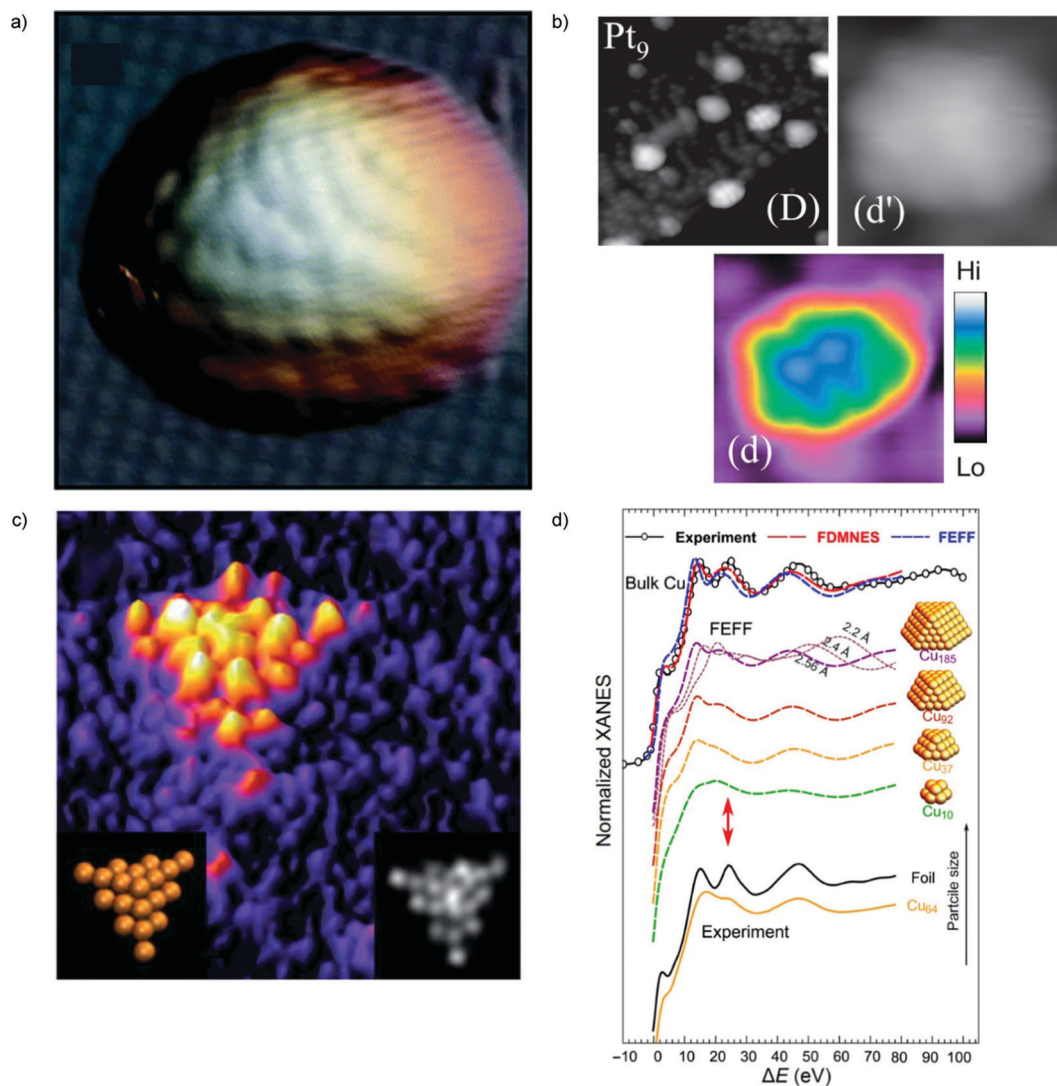 a)
b)
Pt9
(D)
(d')
Hi
(d)
Lo
c)
d)
Experiment
FDMNES
FEFF
Bulk Cu
FEFF
2.2 Å
2.4 Å
2.56 Å
Cu185
Cu92
Cu37
Cu10
Foil
Cu64
Experiment
Normalized XANES
Partcile size
−10 0 10 20 30 40 50 60 70 80 90 100
ΔE (eV)